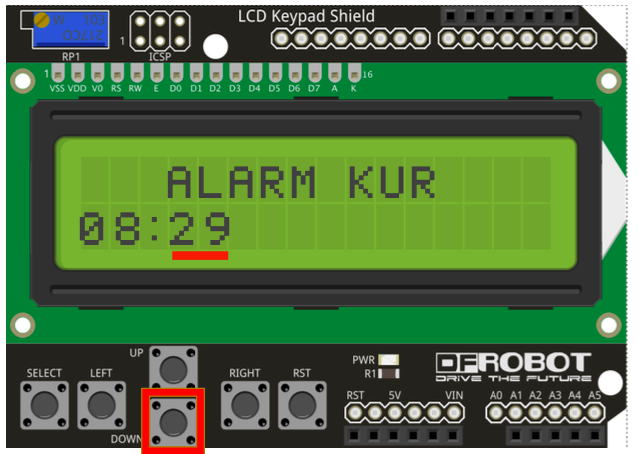 LCD Keypad Shield
RP1
1
ICSP
1
16
VSS VDD V0 RS RW E D0 D1 D2 D3 D4 D5 D6 D7 A K
ALARM KUR
08:29
UP
SELECT LEFT
RIGHT RST
DOWN
PWR
R1
DFROBOT
DRIVE THE FUTURE
RST 5V VIN A0 A1 A2 A3 A4 A5